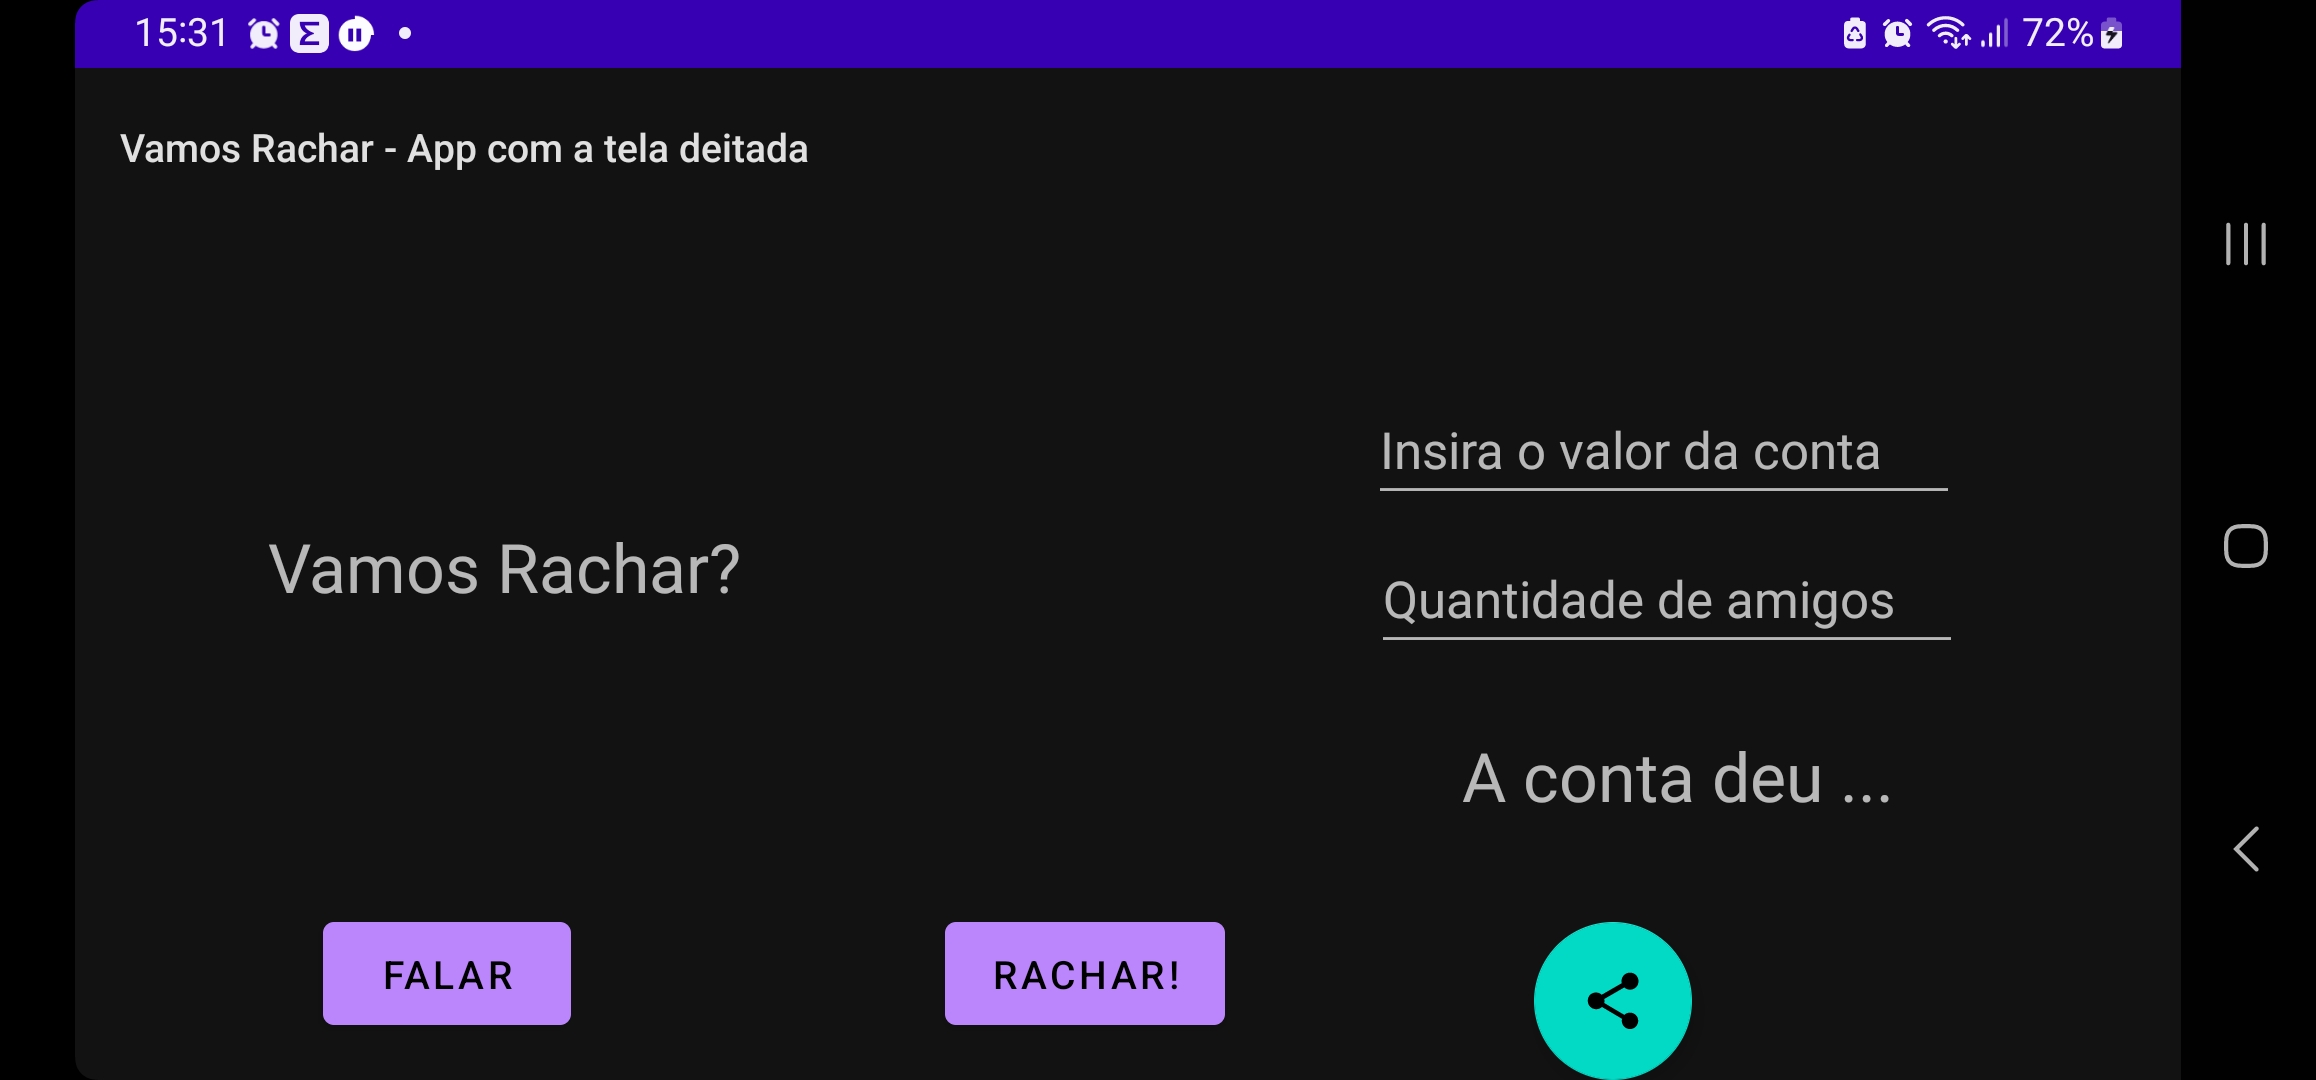 15:31
72%
Vamos Rachar - App com a tela deitada
Insira o valor da conta
Vamos Rachar?
Quantidade de amigos
A conta deu ...
FALAR
RACHAR!